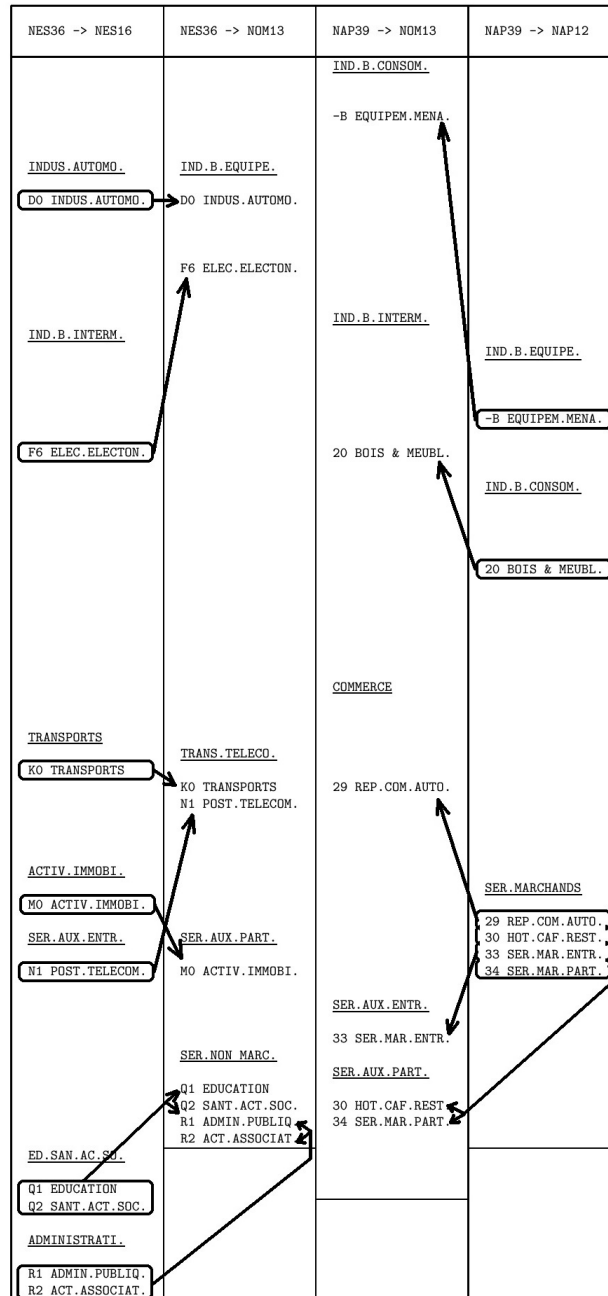 NES36 -> NES16 NES36 -> NOM13 NAP39 -> NOM13 NAP39 -> NAP12
IND.B.CONSOM.
-B EQUIPEM.MENA.
INDUS.AUTOMO. IND.B.EQUIPE.
D0 INDUS.AUTOMO. D0 INDUS.AUTOMO.
F6 ELEC.ELECTON.
IND.B.INTERM.
IND.B.INTERM.
IND.B.EQUIPE.
-B EQUIPEM.MENA.
F6 ELEC.ELECTON. 20 BOIS & MEUBL.
IND.B.CONSOM.
20 BOIS & MEUBL.
COMMERCE
TRANSPORTS
TRANS.TELECO.
K0 TRANSPORTS
K0 TRANSPORTS 29 REP.COM.AUTO.
N1 POST.TELECOM.
ACTIV.IMMOBI.
SER.MARCHANDS
M0 ACTIV.IMMOBI.
29 REP.COM.AUTO.
SER.AUX.ENTR. SER.AUX.PART. 30 HOT.CAF.REST.
33 SER.MAR.ENTR.
N1 POST.TELECOM. M0 ACTIV.IMMOBI. 34 SER.MAR.PART.
SER.AUX.ENTR.
33 SER.MAR.ENTR.
SER.NON MARC.
SER.AUX.PART.
Q1 EDUCATION
Q2 SANT.ACT.SOC. 30 HOT.CAF.REST.
R1 ADMIN.PUBLIQ. 34 SER.MAR.PART.
R2 ACT.ASSOCIAT.
ED.SAN.AC.SO.
Q1 EDUCATION
Q2 SANT.ACT.SOC.
ADMINISTRATI.
R1 ADMIN.PUBLIQ.
R2 ACT.ASSOCIAT.